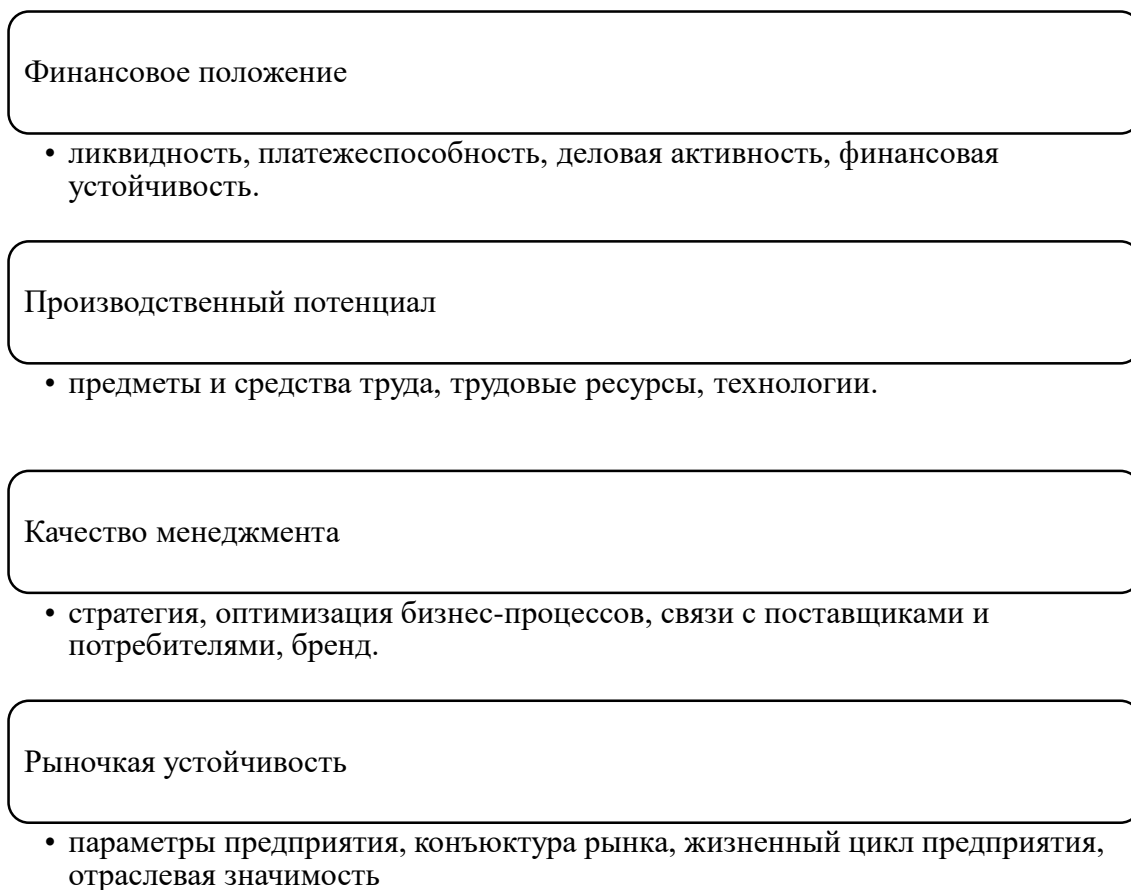 Финансовое положение
• ликвидность, платежеспособность, деловая активность, финансовая
устойчивость.
Производственный потенциал
• предметы и средства труда, трудовые ресурсы, технологии.
Качество менеджмента
• стратегия, оптимизация бизнес-процессов, связи с поставщиками и
потребителями, бренд.
Рыночкая устойчивость
• параметры предприятия, конъюктура рынка, жизненный цикл предприятия,
отраслевая значимость